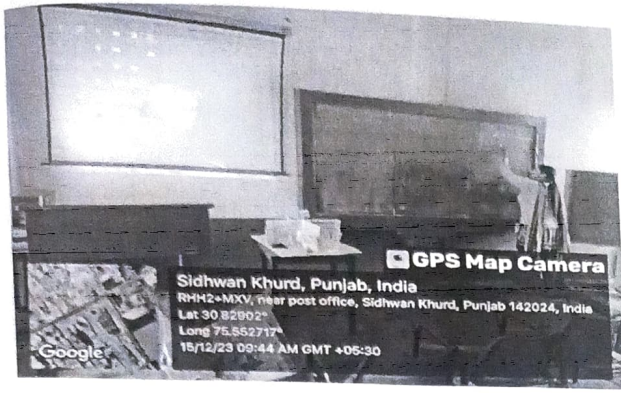 GPS Map Camera
Sidhwan Khurd, Punjab, India
RHH2+MXV, near post office, Sidhwan Khurd, Punjab 142024, India
Lat 30.82902°
Long 75.552717°
15/12/23 09:44 AM GMT +05:30
Google